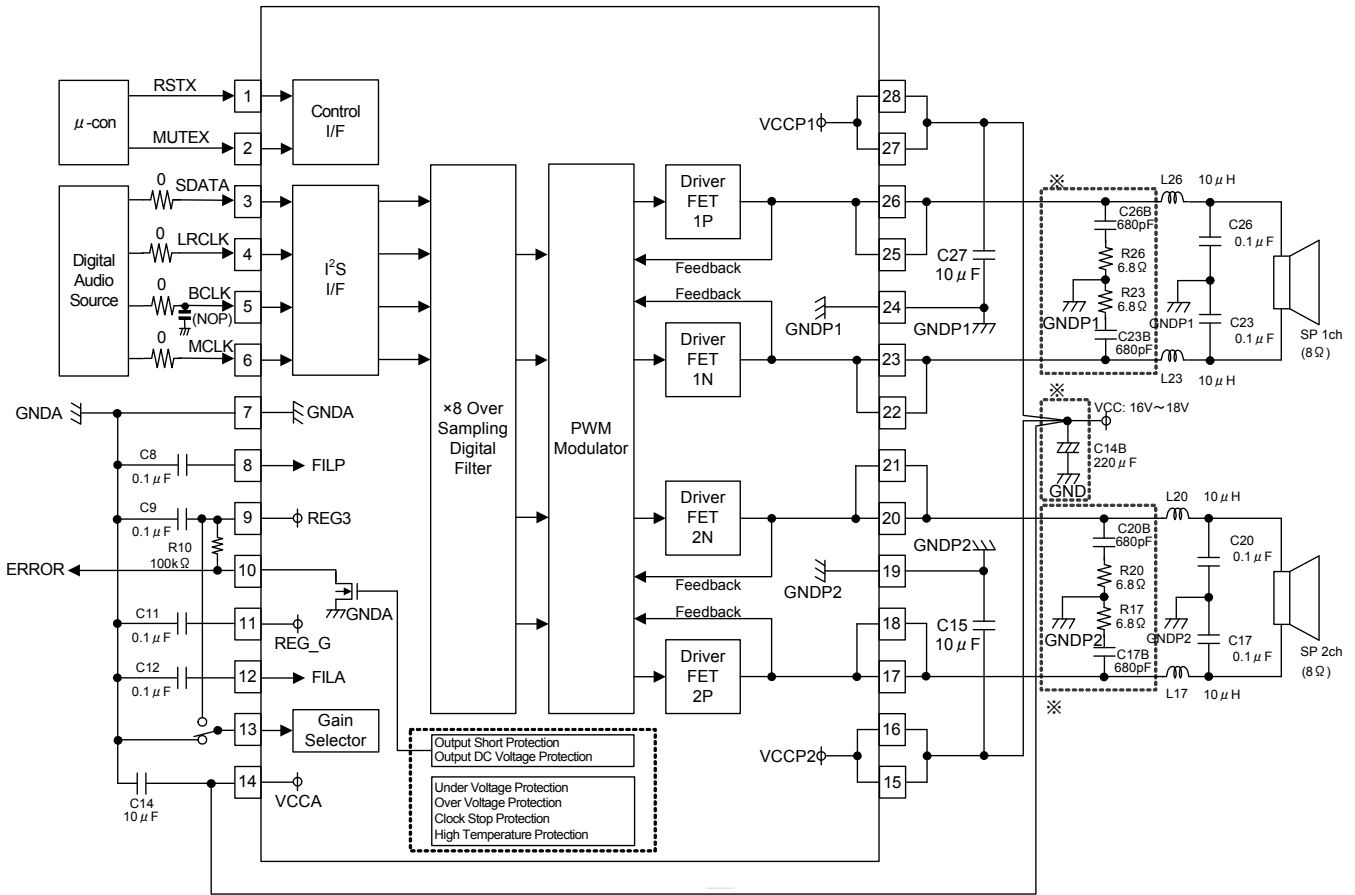 μ-con
RSTX
MUTEX
1
2
Control
I/F
Digital
Audio
Source
0
SDATA
3
0
LRCLK
4
0
BCLK
(NOP)
5
0
MCLK
6
I²S
I/F
GNDA
7
GNDA
C8
0.1μF
8
FILP
C9
0.1μF
9
REG3
R10
100kΩ
ERROR
10
GNDA
C11
0.1μF
11
REG_G
C12
0.1μF
12
FILA
13
Gain
Selector
C14
10μF
14
VCCA
×8 Over
Sampling
Digital
Filter
PWM
Modulator
Driver
FET
1P
Feedback
Feedback
Driver
FET
1N
Driver
FET
2N
Feedback
Feedback
Driver
FET
2P
Output Short Protection
Output DC Voltage Protection
Under Voltage Protection
Over Voltage Protection
Clock Stop Protection
High Temperature Protection
VCCP1
28
27
26
25
GNDP1
24
GNDP1
23
22
21
20
GNDP2
19
GNDP2
18
17
VCCP2
16
15
C27
10μF
C15
10μF
※
C26B
680pF
R26
6.8Ω
R23
6.8Ω
GNDP1
C23B
680pF
L26
10μH
C26
0.1μF
GNDP1
C23
0.1μF
L23
10μH
SP 1ch
(8Ω)
※
VCC: 16V～18V
C14B
220μF
GND
C20B
680pF
R20
6.8Ω
R17
6.8Ω
GNDP2
C17B
680pF
※
L20
10μH
C20
0.1μF
GNDP2
C17
0.1μF
L17
10μH
SP 2ch
(8Ω)